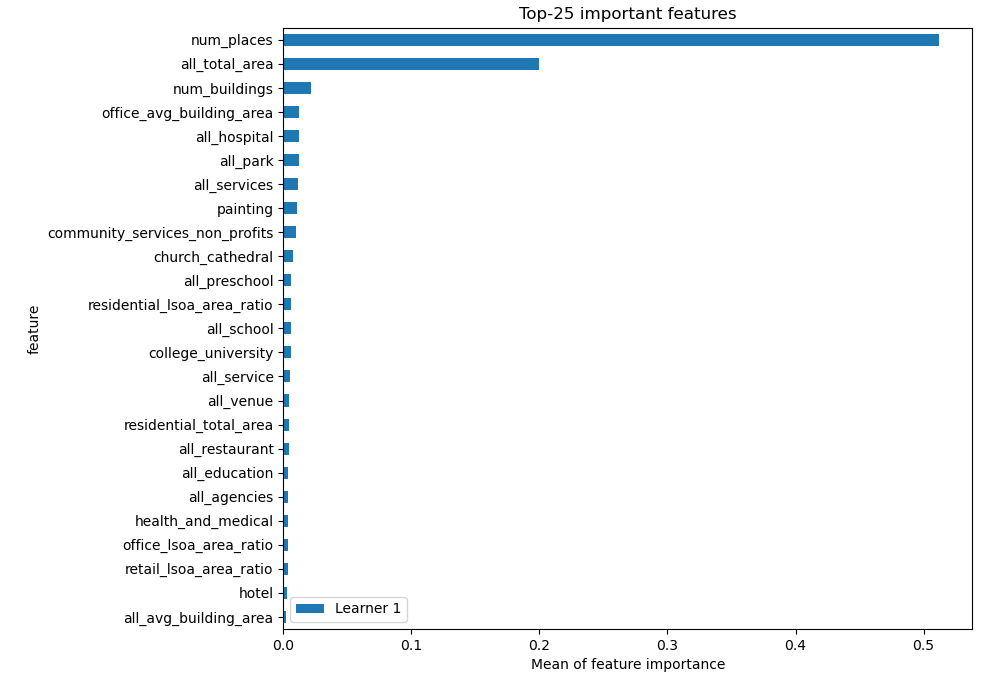 Top-25 important features
num_places
all_total_area
num_buildings
office_avg_building_area
all_hospital
all_park
all_services
painting
community_services_non_profits
church_cathedral
all_preschool
residential_lsoa_area_ratio
all_school
college_university
all_service
all_venue
residential_total_area
all_restaurant
all_education
all_agencies
health_and_medical
office_lsoa_area_ratio
retail_lsoa_area_ratio
hotel
all_avg_building_area
feature
Learner 1
0.0 0.1 0.2 0.3 0.4 0.5
Mean of feature importance